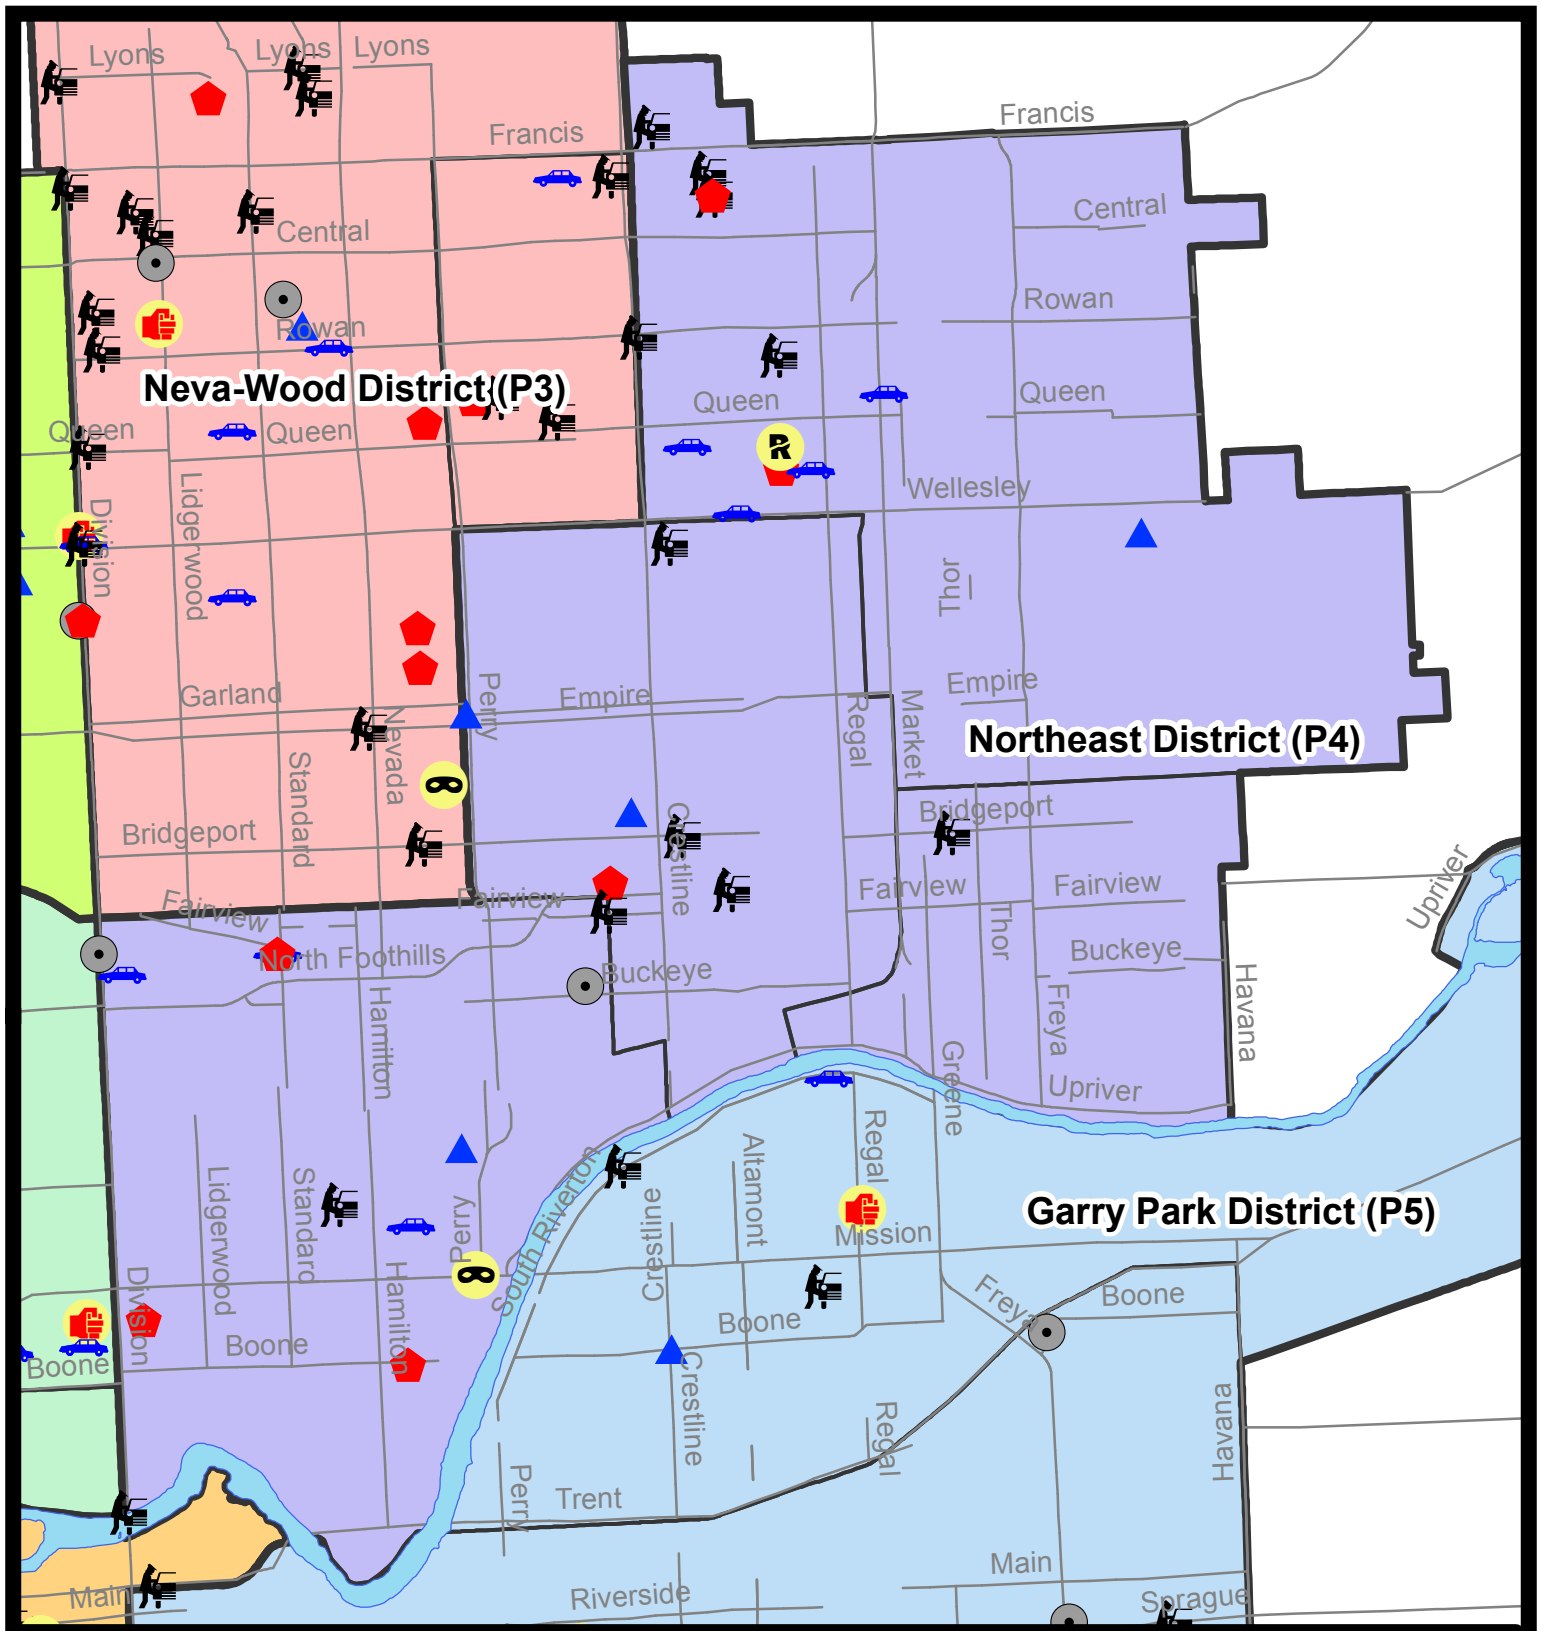 Lyons
Lyons
Lyons
Francis
Francis
Central
Central
Rowan
Rowan
Neva-Wood District (P3)
Queen
Queen
Queen
Queen
Division
Lidgerwood
Wellesley
Thor
Garland
Empire
Empire
Perry
Regal
Market
Northeast District (P4)
Nevada
Standard
Bridgeport
Bridgeport
Crestline
Fairview
Fairview
Fairview
Fairview
Upriver
North Foothills
Buckeye
Buckeye
Thor
Hamilton
Freya
Havana
Greene
Upriver
Lidgerwood
Standard
Perry
South Riverton
Crestline
Altamont
Regal
Mission
Garry Park District (P5)
Division
Hamilton
Boone
Boone
Boone
Freya
Boone
Crestline
Regal
Havana
Perry
Trent
Main
Main
Riverside
Sprague
R